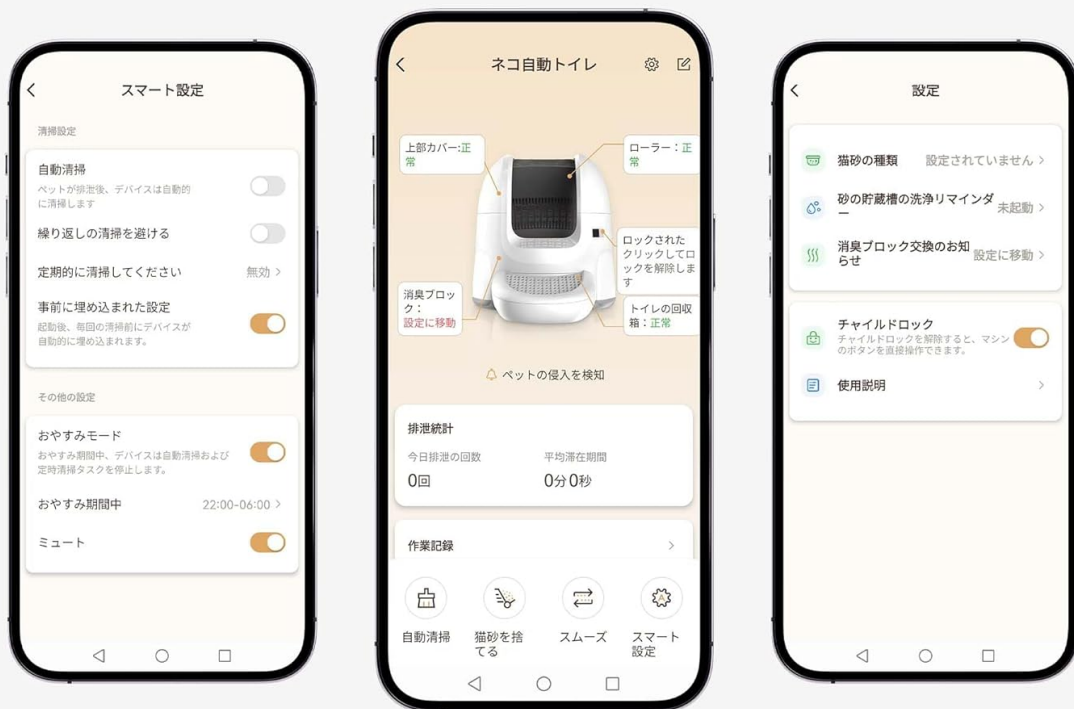 スマート設定
清掃設定
自動清掃
ペットが排泄後、デバイスは自動的
に清掃します
繰り返しの清掃を避ける
定期的に清掃してください
無効
事前に埋め込まれた設定
起動後、毎回の清掃前にデバイスが
自動的に埋め込まれます。
その他の設定
おやすみモード
おやすみ期間中、デバイスは自動清掃および
定時清掃タスクを停止します。
おやすみ期間中
22:00-06:00
ミュート
ネコ自動トイレ
上部カバー:正
常
ローラー：正
常
ロックされた
クリックしてロ
ックを解除しま
す
消臭ブロッ
ク：
設定に移動
トイレの回収
箱：正常
ペットの侵入を検知
排泄統計
今日排泄の回数
平均滞在期間
0回
0分0秒
作業記録
自動清掃
猫砂を捨
てる
スムーズ
スマート
設定
設定
猫砂の種類
設定されていません
砂の貯蔵槽の洗浄リマインダ
ー
未起動
消臭ブロック交換のお知
らせ
設定に移動
チャイルドロック
チャイルドロックを解除すると、マシン
のボタンを直接操作できます。
使用説明